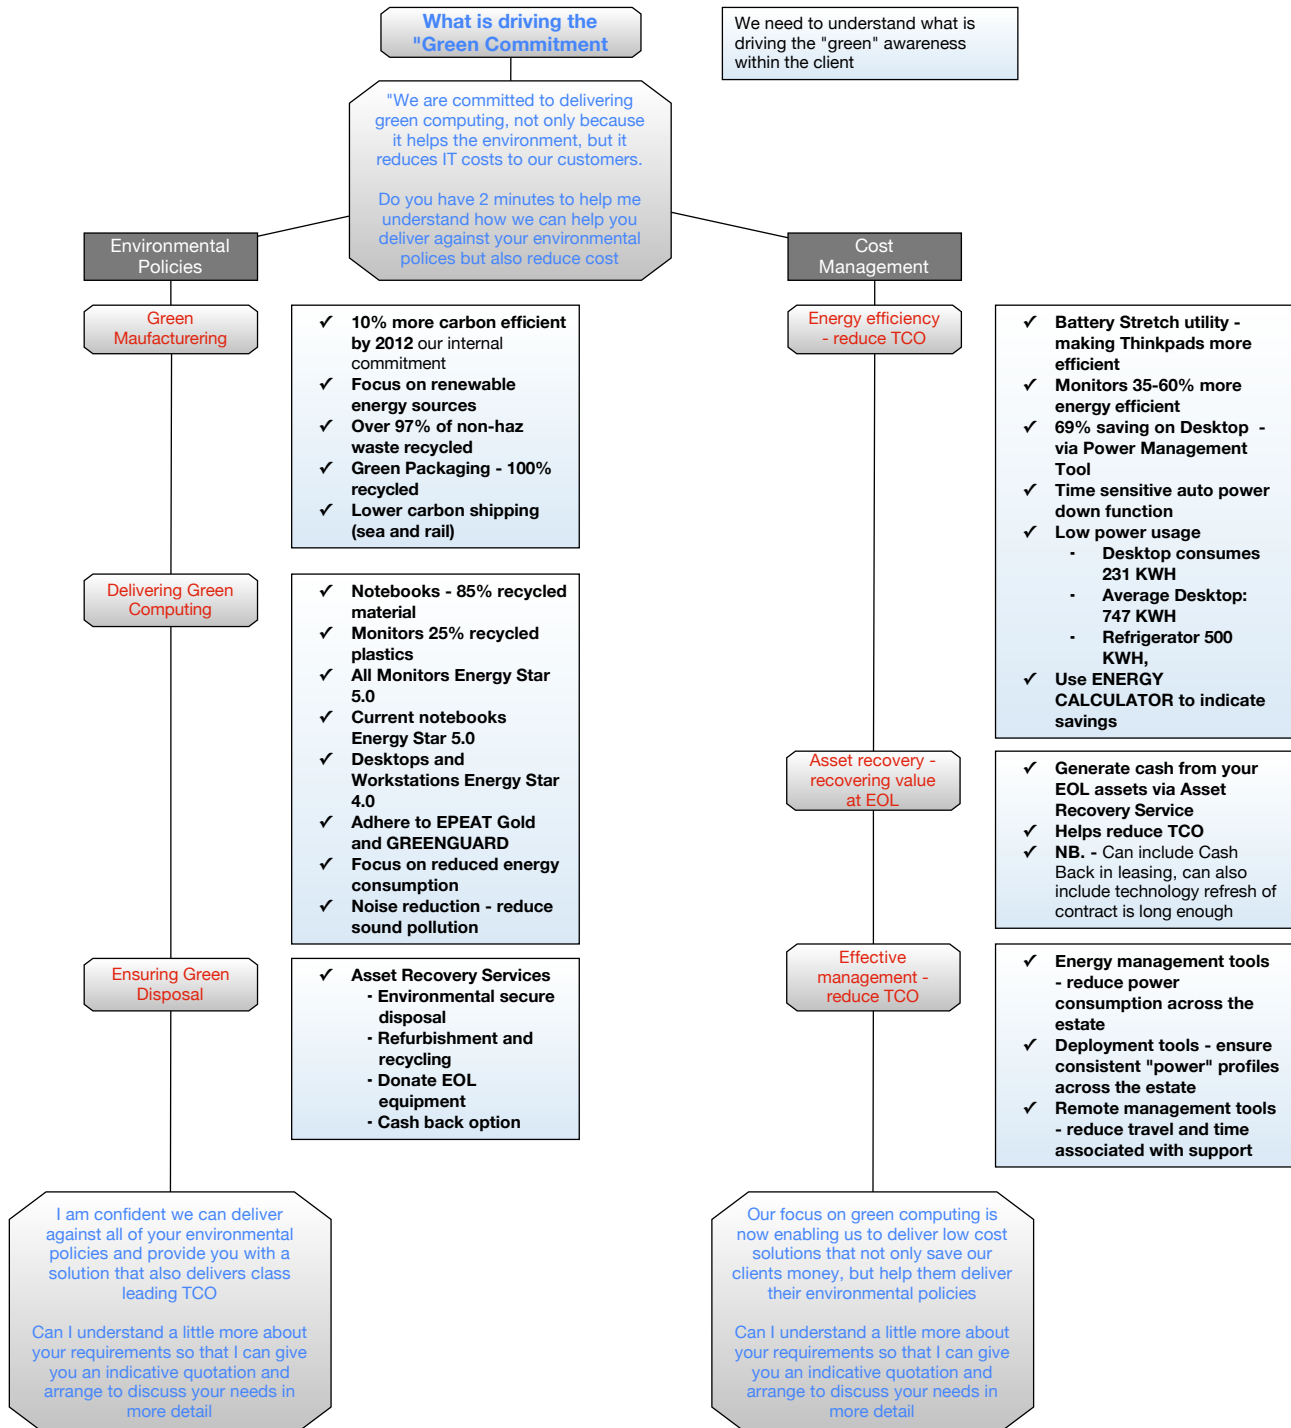 What is driving the
"Green Commitment
We need to understand what is
driving the "green" awareness
within the client
"We are committed to delivering
green computing, not only because
it helps the environment, but it
reduces IT costs to our customers.
Do you have 2 minutes to help me
understand how we can help you
deliver against your environmental
polices but also reduce cost
Environmental
Policies
Green
Maufacturering
✓ 10% more carbon efficient
by 2012 our internal
commitment
✓ Focus on renewable
energy sources
✓ Over 97% of non-haz
waste recycled
✓ Green Packaging - 100%
recycled
✓ Lower carbon shipping
(sea and rail)
Delivering Green
Computing
✓ Notebooks - 85% recycled
material
✓ Monitors 25% recycled
plastics
✓ All Monitors Energy Star
5.0
✓ Current notebooks
Energy Star 5.0
✓ Desktops and
Workstations Energy Star
4.0
✓ Adhere to EPEAT Gold
and GREENGUARD
✓ Focus on reduced energy
consumption
✓ Noise reduction - reduce
sound pollution
Ensuring Green
Disposal
✓ Asset Recovery Services
- Environmental secure
disposal
- Refurbishment and
recycling
- Donate EOL
equipment
- Cash back option
I am confident we can deliver
against all of your environmental
policies and provide you with a
solution that also delivers class
leading TCO
Can I understand a little more about
your requirements so that I can give
you an indicative quotation and
arrange to discuss your needs in
more detail
Cost
Management
Energy efficiency
- reduce TCO
✓ Battery Stretch utility -
making Thinkpads more
efficient
✓ Monitors 35-60% more
energy efficient
✓ 69% saving on Desktop -
via Power Management
Tool
✓ Time sensitive auto power
down function
✓ Low power usage
- Desktop consumes
231 KWH
- Average Desktop:
747 KWH
- Refrigerator 500
KWH,
✓ Use ENERGY
CALCULATOR to indicate
savings
Asset recovery -
recovering value
at EOL
✓ Generate cash from your
EOL assets via Asset
Recovery Service
✓ Helps reduce TCO
✓ NB. - Can include Cash
Back in leasing, can also
include technology refresh of
contract is long enough
Effective
management -
reduce TCO
✓ Energy management tools
- reduce power
consumption across the
estate
✓ Deployment tools - ensure
consistent "power" profiles
across the estate
✓ Remote management tools
- reduce travel and time
associated with support
Our focus on green computing is
now enabling us to deliver low cost
solutions that not only save our
clients money, but help them deliver
their environmental policies
Can I understand a little more about
your requirements so that I can give
you an indicative quotation and
arrange to discuss your needs in
more detail